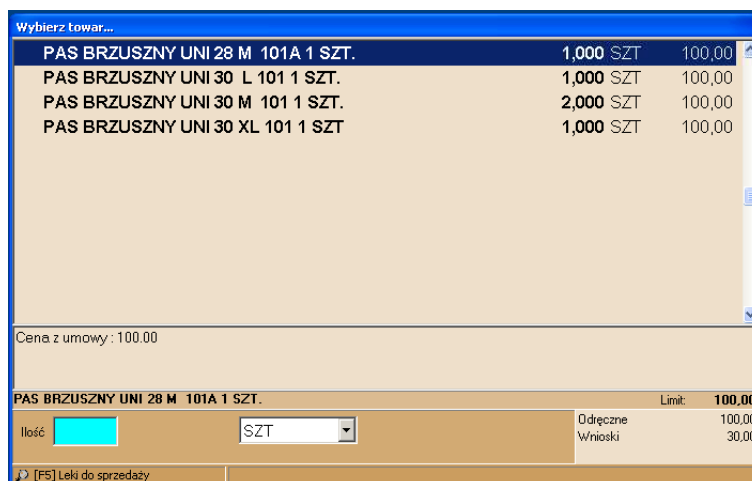 Wybierz towar...
PAS BRZUSZNY UNI 28 M 101A 1 SZT. 1,000 SZT 100,00
PAS BRZUSZNY UNI 30 L 101 1 SZT. 1,000 SZT 100,00
PAS BRZUSZNY UNI 30 M 101 1 SZT. 2,000 SZT 100,00
PAS BRZUSZNY UNI 30 XL 101 1 SZT 1,000 SZT 100,00
Cena z umowy : 100.00
PAS BRZUSZNY UNI 28 M 101A 1 SZT. Limit: 100,00
Ilość SZT Odręczne 100,00
Wnioski 30,00
[F5] Leki do sprzedaży